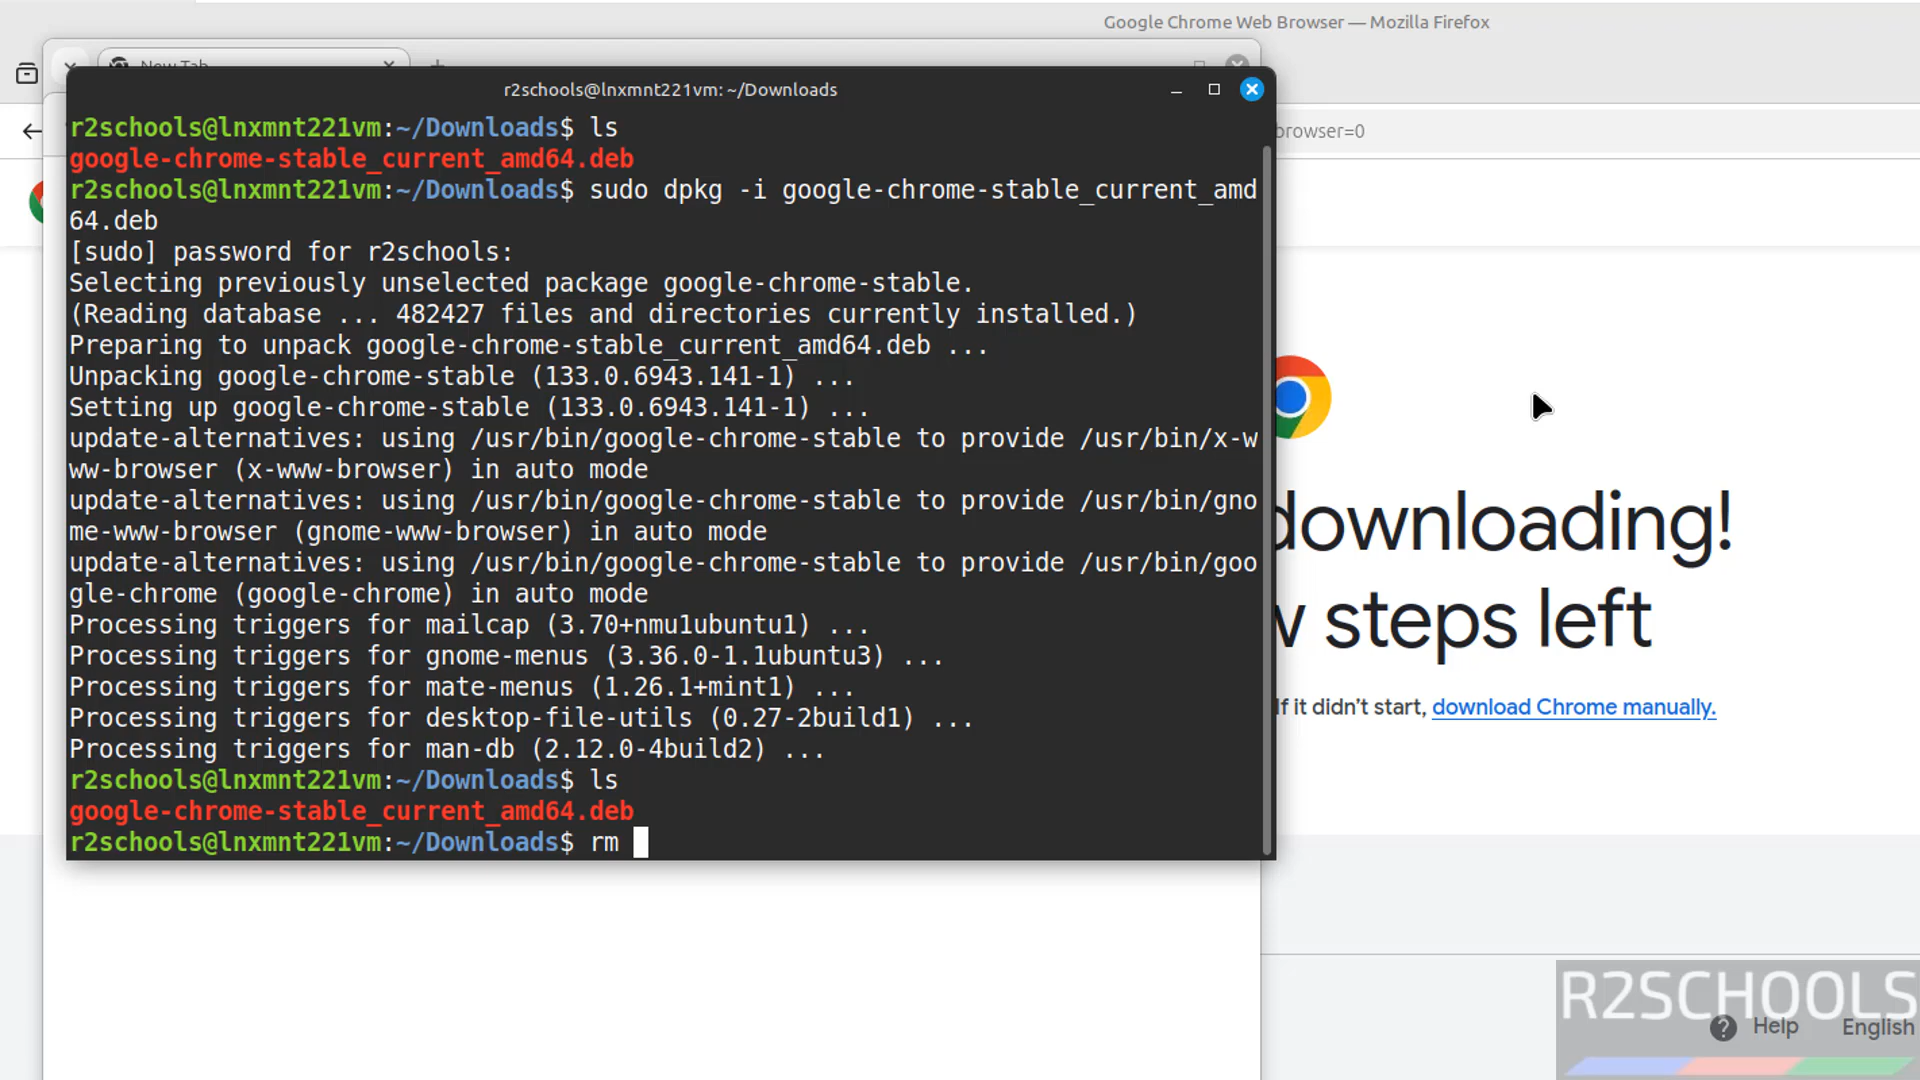 Google Chrome Web Browser — Mozilla Firefox
New Tab
r2schools@lnxmnt221vm: ~/Downloads
browser=0
r2schools@lnxmnt221vm:~/Downloads$ ls
google-chrome-stable_current_amd64.deb
r2schools@lnxmnt221vm:~/Downloads$ sudo dpkg -i google-chrome-stable_current_amd
64.deb
[sudo] password for r2schools:
Selecting previously unselected package google-chrome-stable.
(Reading database ... 482427 files and directories currently installed.)
Preparing to unpack google-chrome-stable_current_amd64.deb ...
Unpacking google-chrome-stable (133.0.6943.141-1) ...
Setting up google-chrome-stable (133.0.6943.141-1) ...
update-alternatives: using /usr/bin/google-chrome-stable to provide /usr/bin/x-w
ww-browser (x-www-browser) in auto mode
update-alternatives: using /usr/bin/google-chrome-stable to provide /usr/bin/gno
me-www-browser (gnome-www-browser) in auto mode
update-alternatives: using /usr/bin/google-chrome-stable to provide /usr/bin/goo
gle-chrome (google-chrome) in auto mode
Processing triggers for mailcap (3.70+nmu1ubuntu1) ...
Processing triggers for gnome-menus (3.36.0-1.1ubuntu3) ...
Processing triggers for mate-menus (1.26.1+mint1) ...
Processing triggers for desktop-file-utils (0.27-2build1) ...
Processing triggers for man-db (2.12.0-4build2) ...
r2schools@lnxmnt221vm:~/Downloads$ ls
google-chrome-stable_current_amd64.deb
r2schools@lnxmnt221vm:~/Downloads$ rm
downloading!
w steps left
If it didn't start, download Chrome manually.
R2SCHOOLS
Help English